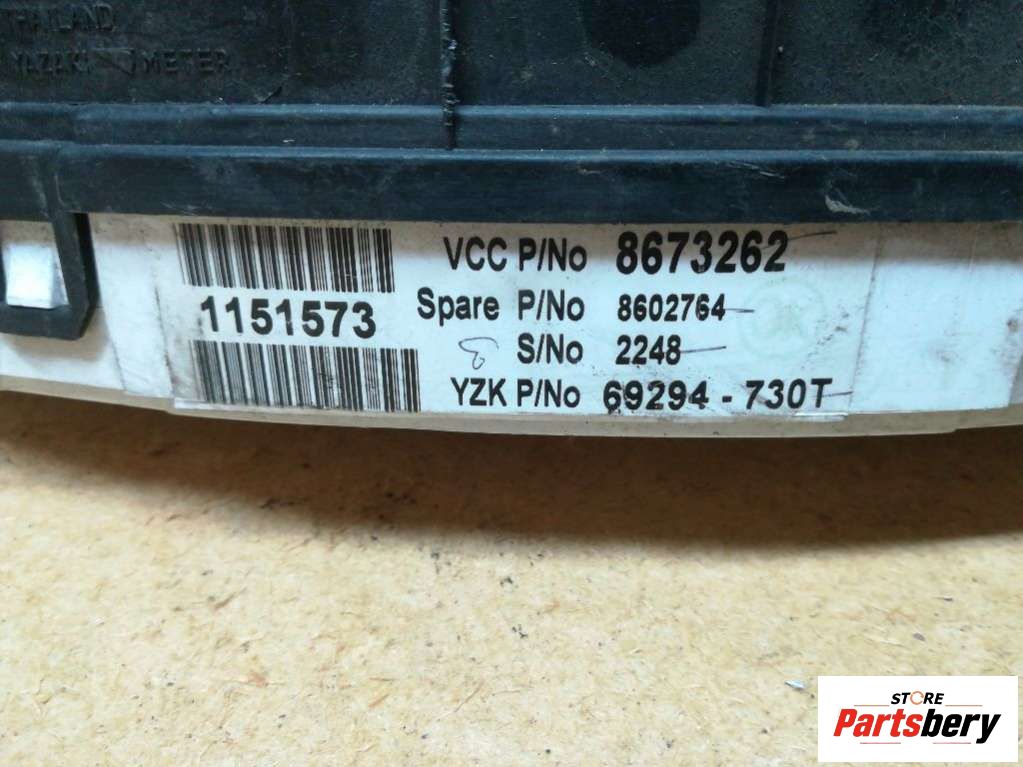 THAILAND
YAZAKI METER
VCC P/No 8673262
1151573
Spare P/No 8602764
S/No 2248
YZK P/No 69294-730T
STORE
Partsbery